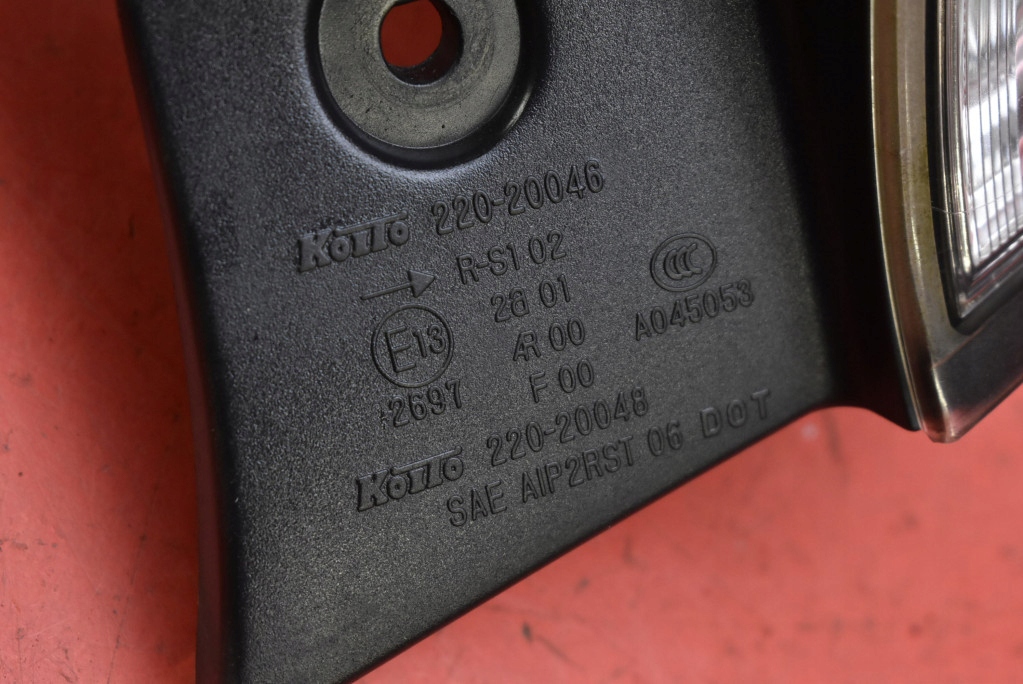 KOITO 220-20046
→ R-S1 02
2a 01
E13 AR 00
2697 F 00
CCC
A045053
KOITO 220-20048
SAE AIP2RST 06 DOT